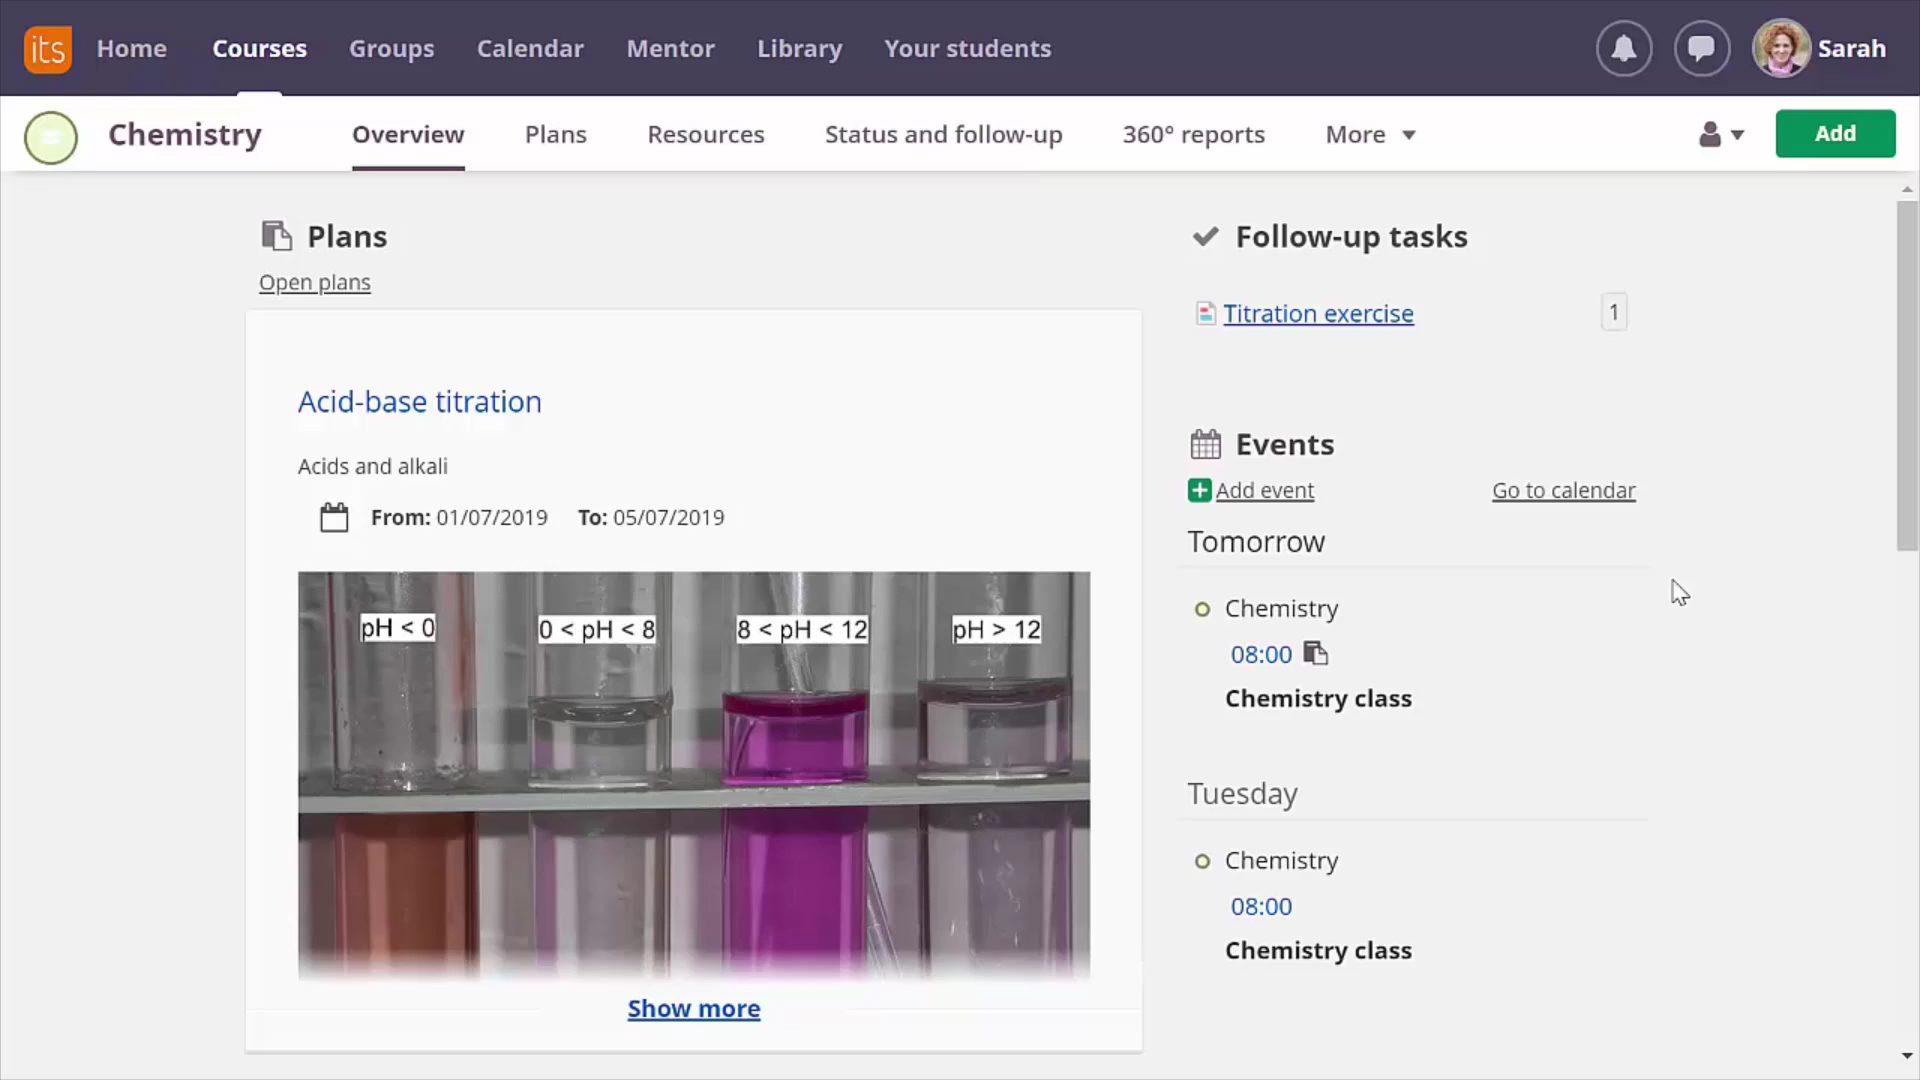 its Home Courses Groups Calendar Mentor Library Your students Sarah
Chemistry Overview Plans Resources Status and follow-up 360° reports More Add
Plans
Open plans
Acid-base titration
Acids and alkali
From: 01/07/2019 To: 05/07/2019
pH < 0 0 < pH < 8 8 < pH < 12 pH > 12
Show more
Follow-up tasks
Titration exercise 1
Events
Add event Go to calendar
Tomorrow
Chemistry
08:00
Chemistry class
Tuesday
Chemistry
08:00
Chemistry class